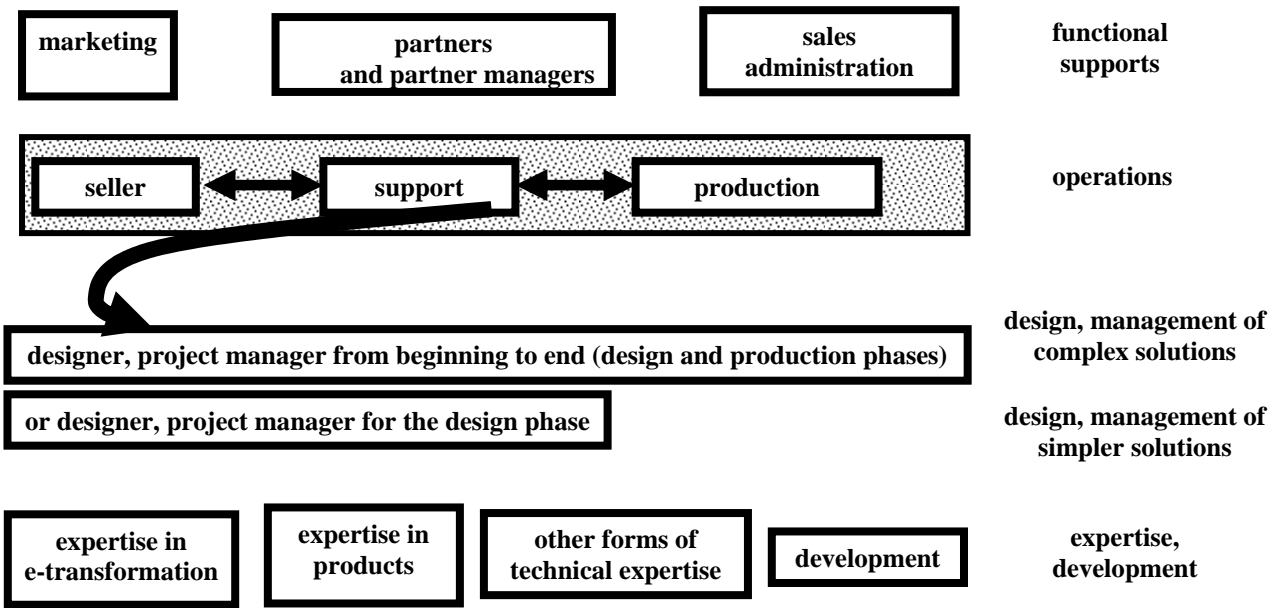 marketing
partners
and partner managers
sales
administration
functional
supports
seller
support
production
operations
designer, project manager from beginning to end (design and production phases)
design, management of
complex solutions
or designer, project manager for the design phase
design, management of
simpler solutions
expertise in
e-transformation
expertise in
products
other forms of
technical expertise
development
expertise,
development